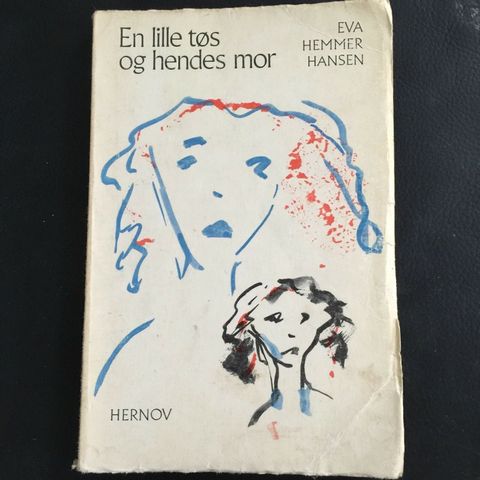 En lille tøs
og hendes mor
EVA
HEMMER
HANSEN
HERNOV